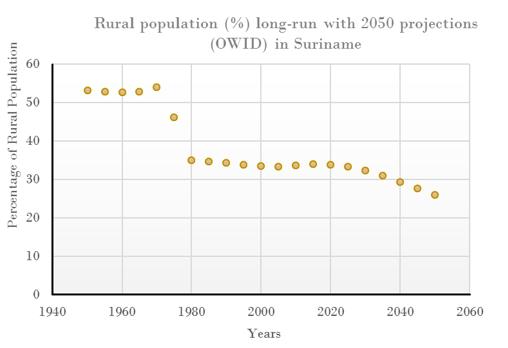 Rural population (%) long-run with 2050 projections
(OWID) in Suriname
Percentage of Rural Population
60
50
40
30
20
10
0
1940 1960 1980 2000 2020 2040 2060
Years